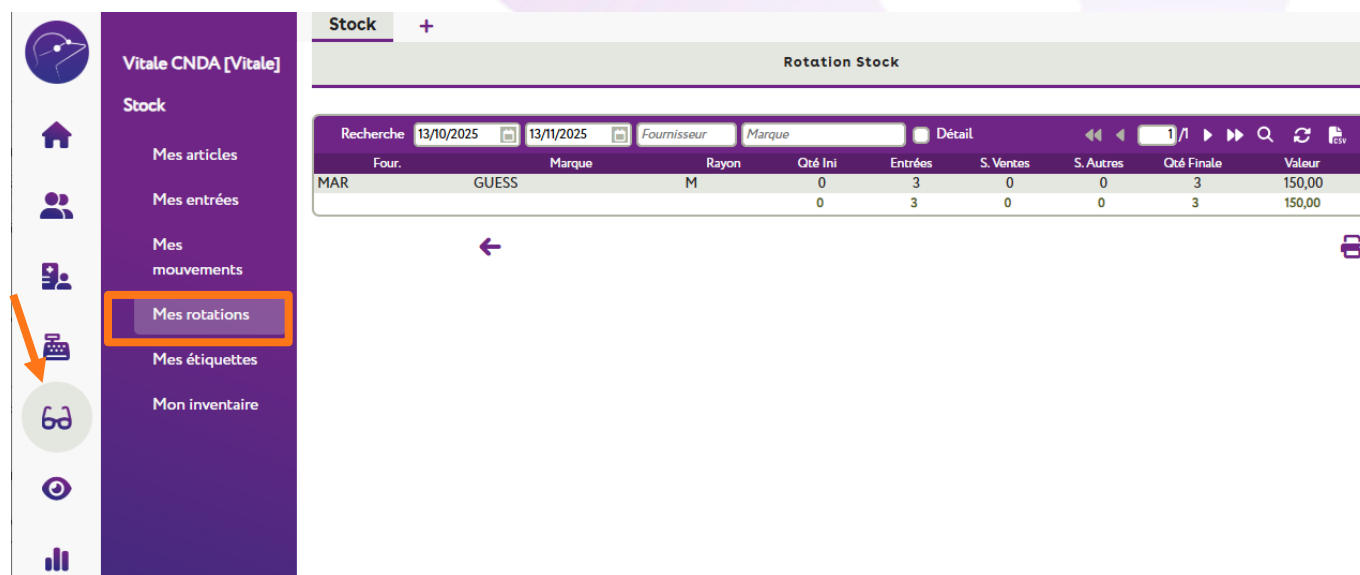 Stock +
Vitale CNDA [Vitale]
Rotation Stock
Stock
Mes articles
Mes entrées
Mes
mouvements
Mes rotations
Mes étiquettes
Mon inventaire
Recherche 13/10/2025 13/11/2025 Fournisseur Marque Détail 1 /1 csv
Four. Marque Rayon Qté Ini Entrées S. Ventes S. Autres Qté Finale Valeur
MAR GUESS M 0 3 0 0 3 150,00
0 3 0 0 3 150,00